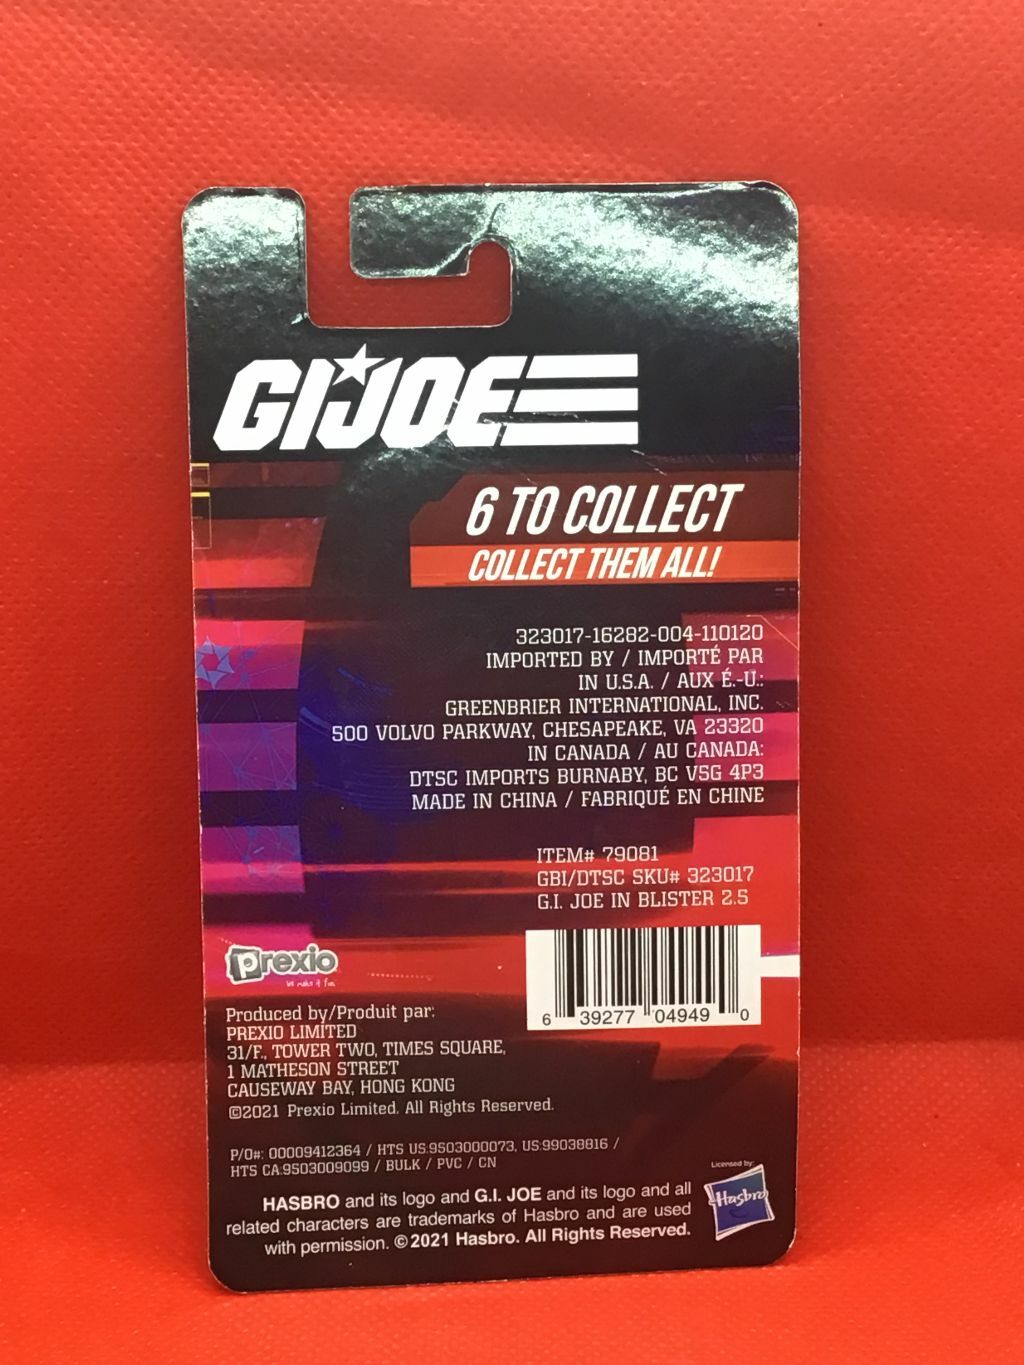 GIJOE
6 TO COLLECT
COLLECT THEM ALL!
323017-16282-004-110120
IMPORTED BY / IMPORTÉ PAR
IN U.S.A. / AUX É.-U.:
GREENBRIER INTERNATIONAL, INC.
500 VOLVO PARKWAY, CHESAPEAKE, VA 23320
IN CANADA / AU CANADA:
DTSC IMPORTS BURNABY, BC V5G 4P3
MADE IN CHINA / FABRIQUÉ EN CHINE
ITEM# 79081
GBI/DTSC SKU# 323017
G.I. JOE IN BLISTER 2.5
6 39277 04949 0
prexio
we make it fun
Produced by/Produit par:
PREXIO LIMITED
31/F., TOWER TWO, TIMES SQUARE,
1 MATHESON STREET
CAUSEWAY BAY, HONG KONG
©2021 Prexio Limited. All Rights Reserved.
P/O#: 00009412364 / HTS US:9503000073, US:99038816 /
HTS CA:9503009099 / BULK / PVC / CN
Licensed by:
Hasbro
HASBRO and its logo and G.I. JOE and its logo and all
related characters are trademarks of Hasbro and are used
with permission. © 2021 Hasbro. All Rights Reserved.